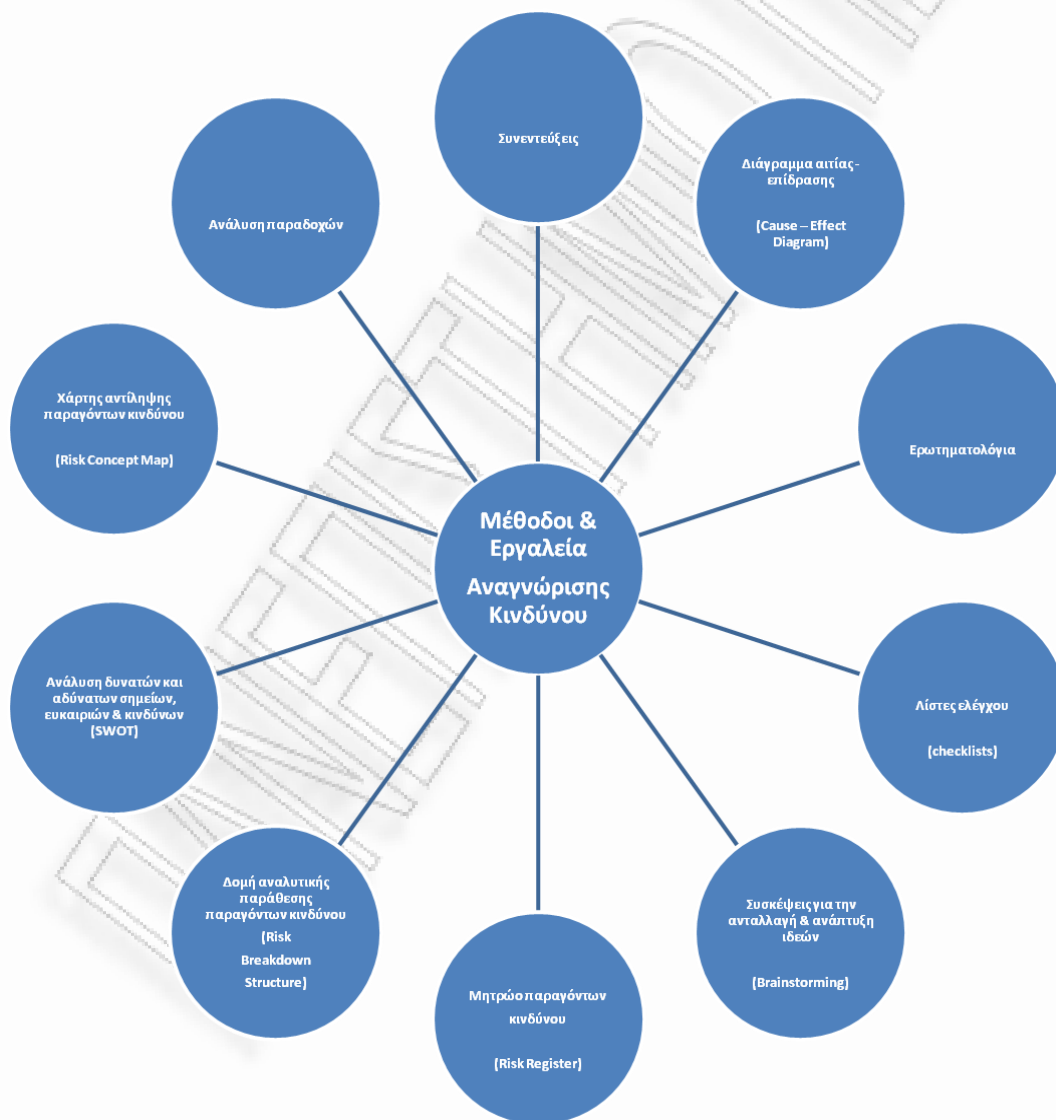 Συνεντεύξεις
Διάγραμμα αιτίας -
επίδρασης
(Cause – Effect
Diagram)
Ερωτηματολόγια
Λίστες ελέγχου
(checklists)
Συσκέψεις για την
ανταλλαγή & ανάπτυξη
ιδεών
(Brainstorming)
Μητρώο παραγόντων
κινδύνου
(Risk Register)
Δομή αναλυτικής
παράθεσης
παραγόντων κινδύνου
(Risk
Breakdown
Structure)
Ανάλυση δυνατών και
αδύνατων σημείων,
ευκαιριών & κινδύνων
(SWOT)
Χάρτης αντίληψης
παραγόντων κινδύνου
(Risk Concept Map)
Ανάλυση παραδοχών
Μέθοδοι &
Εργαλεία
Αναγνώρισης
Κινδύνου